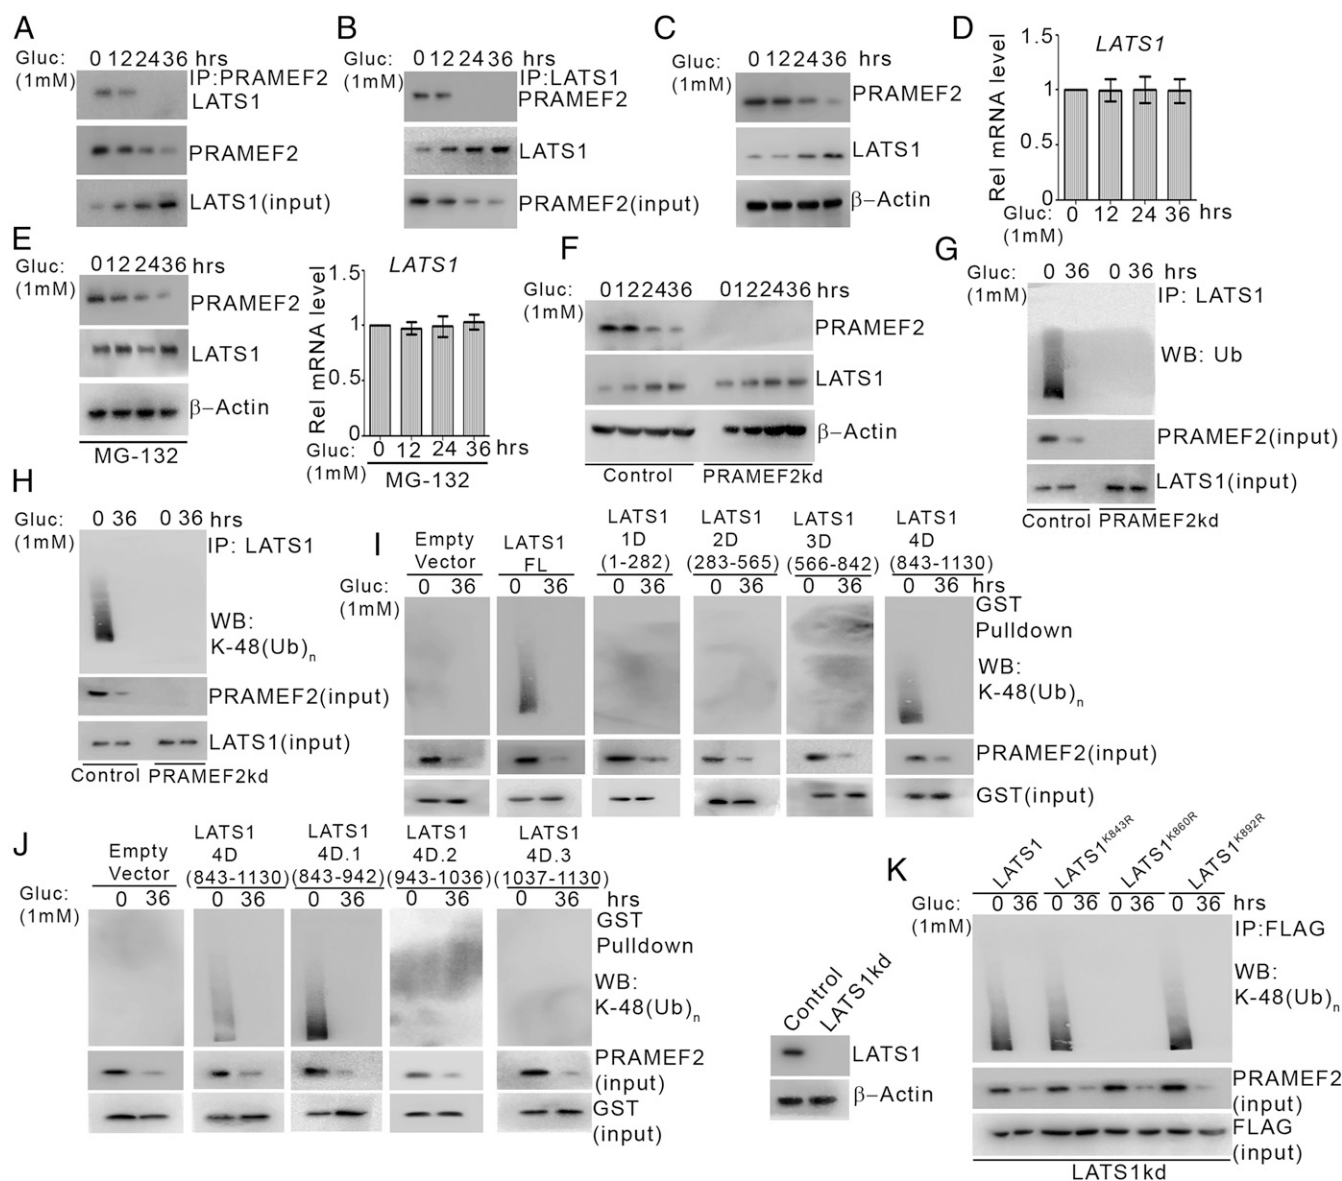 A
Gluc: 0 12 24 36 hrs
(1mM)
IP:PRAMEF2
LATS1
PRAMEF2
LATS1(input)
B
Gluc: 0 12 24 36 hrs
(1mM)
IP:LATS1
PRAMEF2
LATS1
PRAMEF2(input)
C
Gluc: 0 12 24 36 hrs
(1mM)
PRAMEF2
LATS1
β-Actin
D
LATS1
Rel mRNA level
1.5
1
0.5
0
Gluc: 0 12 24 36 hrs
(1mM)
E
Gluc: 0 12 24 36 hrs
(1mM)
PRAMEF2
LATS1
β-Actin
MG-132
LATS1
Rel mRNA level
1.5
1
0.5
0
Gluc: 0 12 24 36 hrs
(1mM)
MG-132
F
Gluc: 0 12 24 36 0 12 24 36 hrs
(1mM)
PRAMEF2
LATS1
β-Actin
Control PRAMEF2kd
G
Gluc: 0 36 0 36 hrs
(1mM)
IP: LATS1
WB: Ub
PRAMEF2(input)
LATS1(input)
Control PRAMEF2kd
H
Gluc: 0 36 0 36 hrs
(1mM)
IP: LATS1
WB:
K-48(Ub)n
PRAMEF2(input)
LATS1(input)
Control PRAMEF2kd
I
Empty Vector
LATS1 FL
LATS1 1D (1-282)
LATS1 2D (283-565)
LATS1 3D (566-842)
LATS1 4D (843-1130)
Gluc: 0 36 0 36 0 36 0 36 0 36 0 36 hrs
(1mM)
GST
Pulldown
WB:
K-48(Ub)n
PRAMEF2(input)
GST(input)
J
Empty Vector
LATS1 4D (843-1130)
LATS1 4D.1 (843-942)
LATS1 4D.2 (943-1036)
LATS1 4D.3 (1037-1130)
Gluc: 0 36 0 36 0 36 0 36 0 36 hrs
(1mM)
GST
Pulldown
WB:
K-48(Ub)n
PRAMEF2
(input)
GST
(input)
Control LATS1kd
LATS1
β-Actin
K
LATS1 LATS1K843R LATS1K860R LATS1K892R
Gluc: 0 36 0 36 0 36 0 36 hrs
(1mM)
IP:FLAG
WB:
K-48(Ub)n
PRAMEF2
(input)
FLAG
(input)
LATS1kd